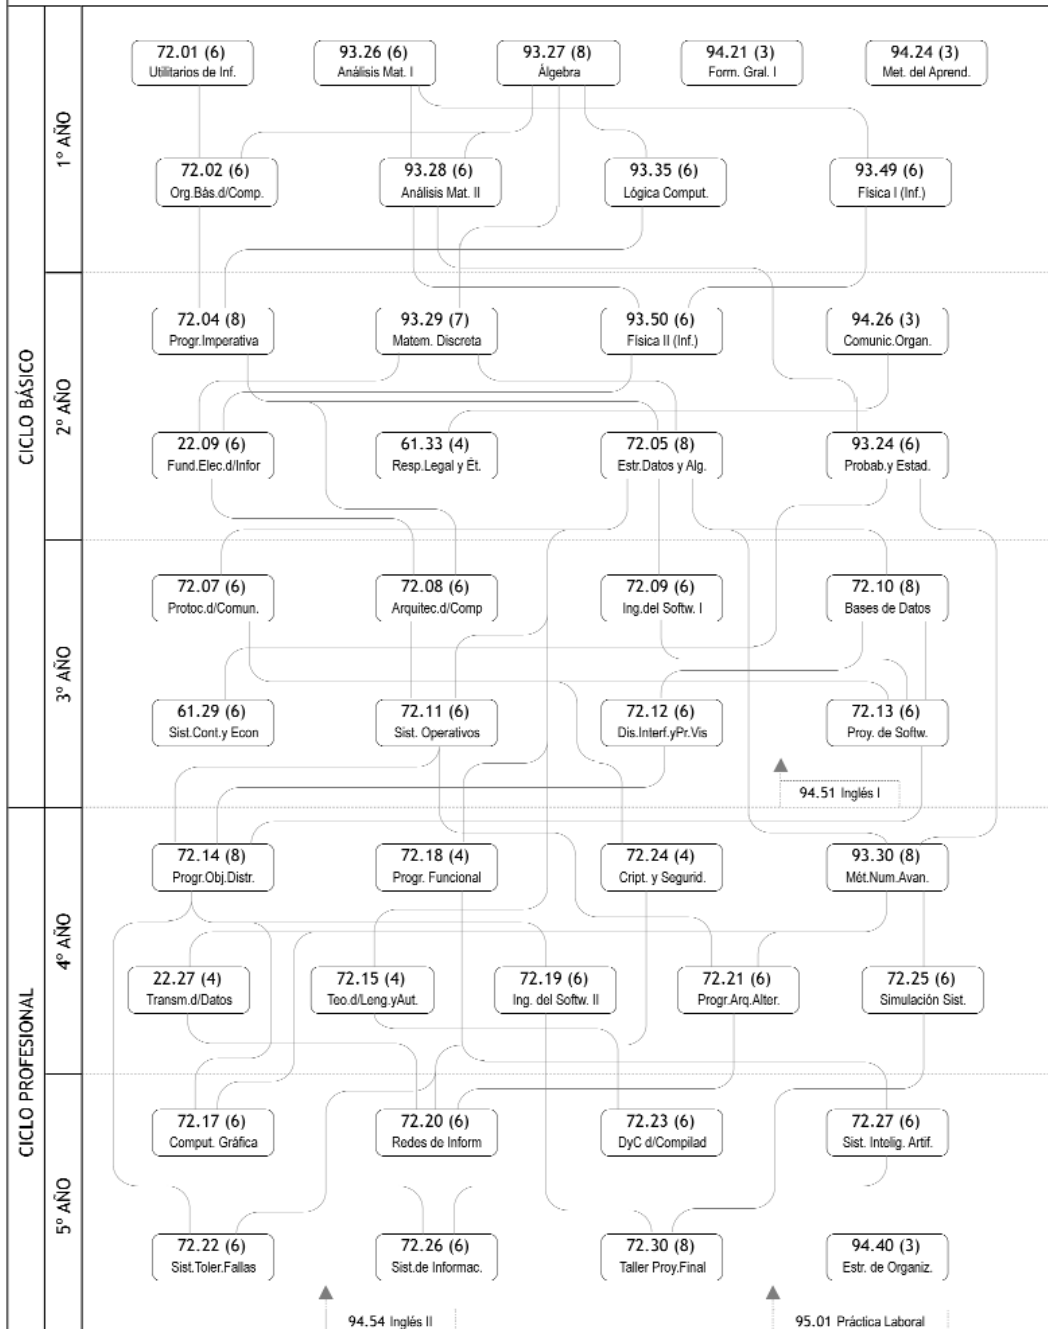 CICLO BÁSICO
1º AÑO
72.01 (6)
Utilitarios de Inf.
93.26 (6)
Análisis Mat. I
93.27 (8)
Álgebra
94.21 (3)
Form. Gral. I
94.24 (3)
Met. del Aprend.
72.02 (6)
Org.Bás.d/Comp.
93.28 (6)
Análisis Mat. II
93.35 (6)
Lógica Comput.
93.49 (6)
Física I (Inf.)
2º AÑO
72.04 (8)
Progr.Imperativa
93.29 (7)
Matem. Discreta
93.50 (6)
Física II (Inf.)
94.26 (3)
Comunic.Organ.
22.09 (6)
Fund.Elec.d/Infor
61.33 (4)
Resp.Legal y Ét.
72.05 (8)
Estr.Datos y Alg.
93.24 (6)
Probab.y Estad.
3º AÑO
72.07 (6)
Protoc.d/Comun.
72.08 (6)
Arquitec.d/Comp
72.09 (6)
Ing.del Softw. I
72.10 (8)
Bases de Datos
61.29 (6)
Sist.Cont.y Econ
72.11 (6)
Sist. Operativos
72.12 (6)
Dis.Interf.yPr.Vis
72.13 (6)
Proy. de Softw.
94.51 Inglés I
CICLO PROFESIONAL
4º AÑO
72.14 (8)
Progr.Obj.Distr.
72.18 (4)
Progr. Funcional
72.24 (4)
Cript. y Segurid.
93.30 (8)
Mét.Num.Avan.
22.27 (4)
Transm.d/Datos
72.15 (4)
Teo.d/Leng.yAut.
72.19 (6)
Ing. del Softw. II
72.21 (6)
Progr.Arq.Alter.
72.25 (6)
Simulación Sist.
5º AÑO
72.17 (6)
Comput. Gráfica
72.20 (6)
Redes de Inform
72.23 (6)
DyC d/Compilad
72.27 (6)
Sist. Intelig. Artif.
72.22 (6)
Sist.Toler.Fallas
72.26 (6)
Sist.de Informac.
72.30 (8)
Taller Proy.Final
94.40 (3)
Estr. de Organiz.
94.54 Inglés II
95.01 Práctica Laboral